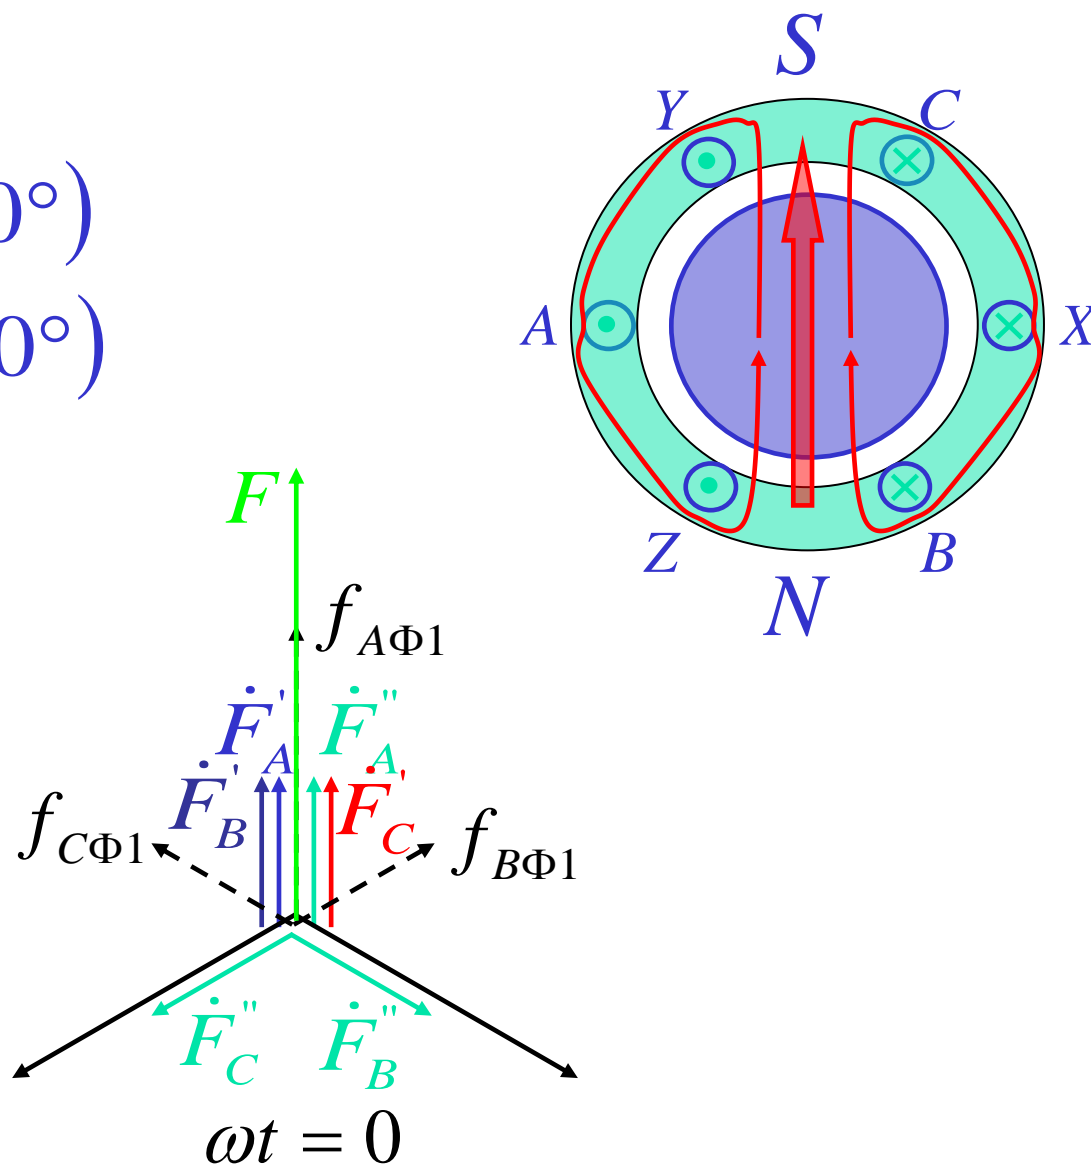 S
Y
C
0°)
0°)
A
X
F
Z
B
N
f_{AΦ1}
Ḟ'_A
Ḟ''_A
Ḟ'_B
Ḟ'_C
f_{CΦ1}
f_{BΦ1}
Ḟ''_C
Ḟ''_B
ωt = 0